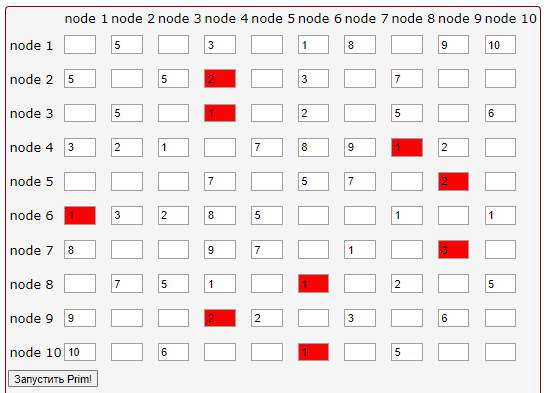 node 1 node 2 node 3 node 4 node 5 node 6 node 7 node 8 node 9 node 10
node 1 5 3 1 8 9 10
node 2 5 5 2 3 7
node 3 5 1 2 5 6
node 4 3 2 1 7 8 9 1 2
node 5 7 5 7 2
node 6 1 3 2 8 5 1 1
node 7 8 9 7 1 3
node 8 7 5 1 1 2 5
node 9 9 2 2 3 6
node 10 10 6 1 5
Запустить Prim!